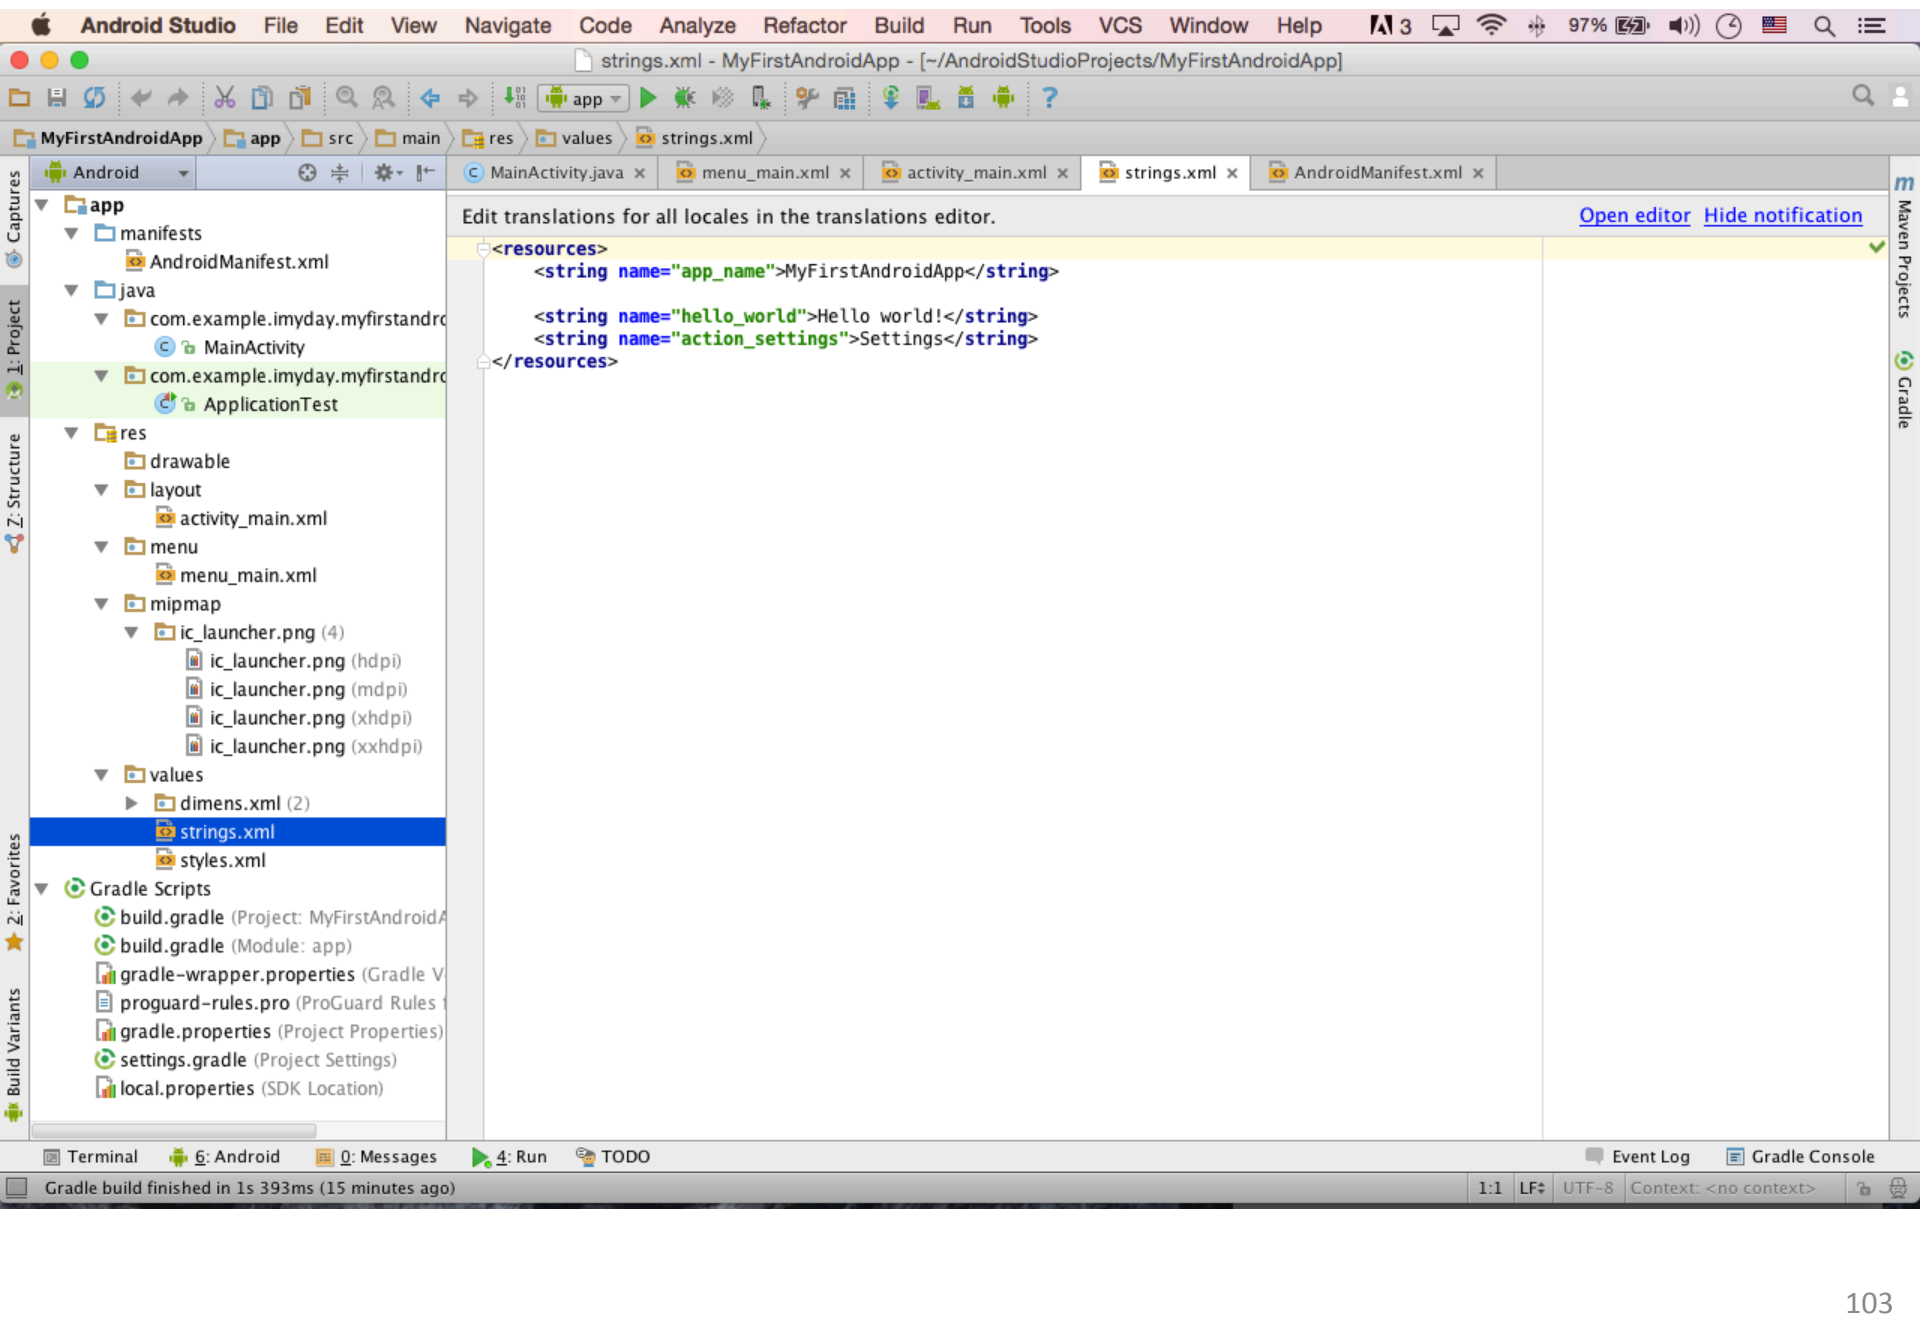 Android Studio File Edit View Navigate Code Analyze Refactor Build Run Tools VCS Window Help 3 97%
strings.xml - MyFirstAndroidApp - [~/AndroidStudioProjects/MyFirstAndroidApp]
app
MyFirstAndroidApp app src main res values strings.xml
Android
MainActivity.java menu_main.xml activity_main.xml strings.xml AndroidManifest.xml
Captures
1: Project
Z: Structure
2: Favorites
Build Variants
app
manifests
AndroidManifest.xml
java
com.example.imyday.myfirstandro
MainActivity
com.example.imyday.myfirstandro
ApplicationTest
res
drawable
layout
activity_main.xml
menu
menu_main.xml
mipmap
ic_launcher.png (4)
ic_launcher.png (hdpi)
ic_launcher.png (mdpi)
ic_launcher.png (xhdpi)
ic_launcher.png (xxhdpi)
values
dimens.xml (2)
strings.xml
styles.xml
Gradle Scripts
build.gradle (Project: MyFirstAndroidA
build.gradle (Module: app)
gradle-wrapper.properties (Gradle V
proguard-rules.pro (ProGuard Rules f
gradle.properties (Project Properties)
settings.gradle (Project Settings)
local.properties (SDK Location)
Edit translations for all locales in the translations editor. Open editor Hide notification
<resources>
<string name="app_name">MyFirstAndroidApp</string>
<string name="hello_world">Hello world!</string>
<string name="action_settings">Settings</string>
</resources>
m Maven Projects
Gradle
Terminal 6: Android 0: Messages 4: Run TODO Event Log Gradle Console
Gradle build finished in 1s 393ms (15 minutes ago) 1:1 LF UTF-8 Context: <no context>
103